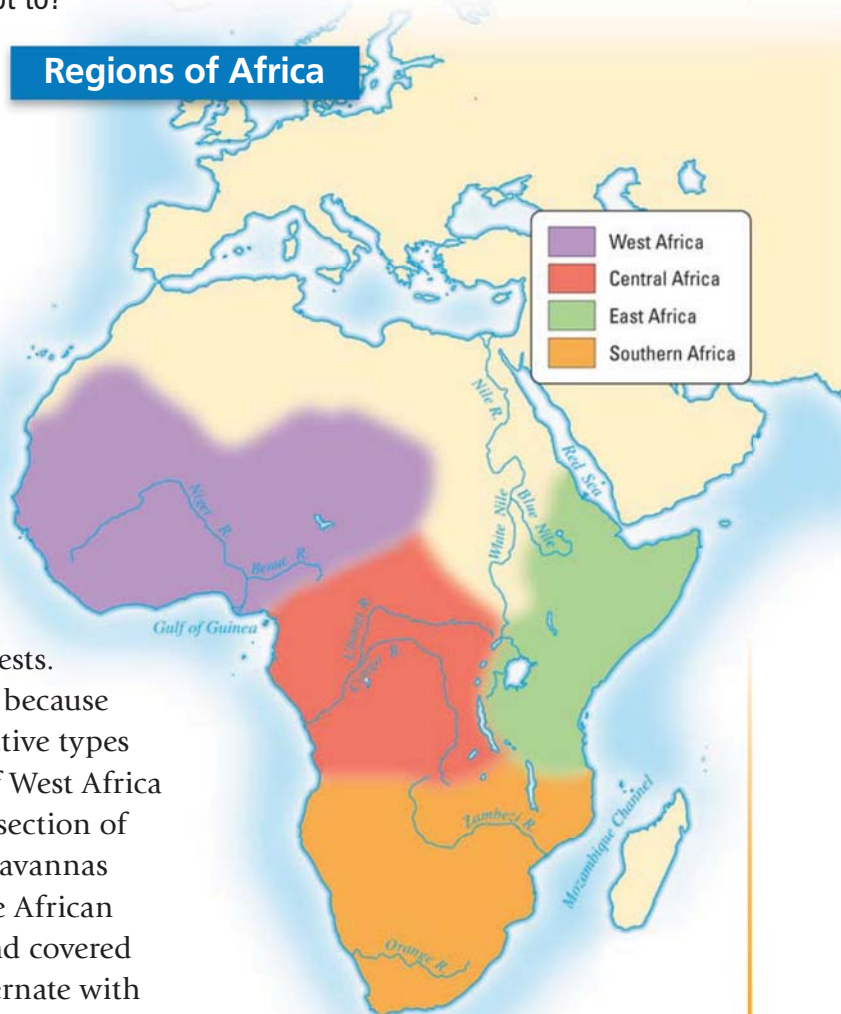 ot to?
Regions of Africa
West Africa
Central Africa
East Africa
Southern Africa
Nile R.
Red Sea
White Nile
Blue Nile
Niger R.
Benue R.
Gulf of Guinea
Ubangi R.
Congo R.
ests.
because
tive types
f West Africa
section of
avannas
e African
nd covered
ernate with
Zambezi R.
Mozambique Channel
Orange R.